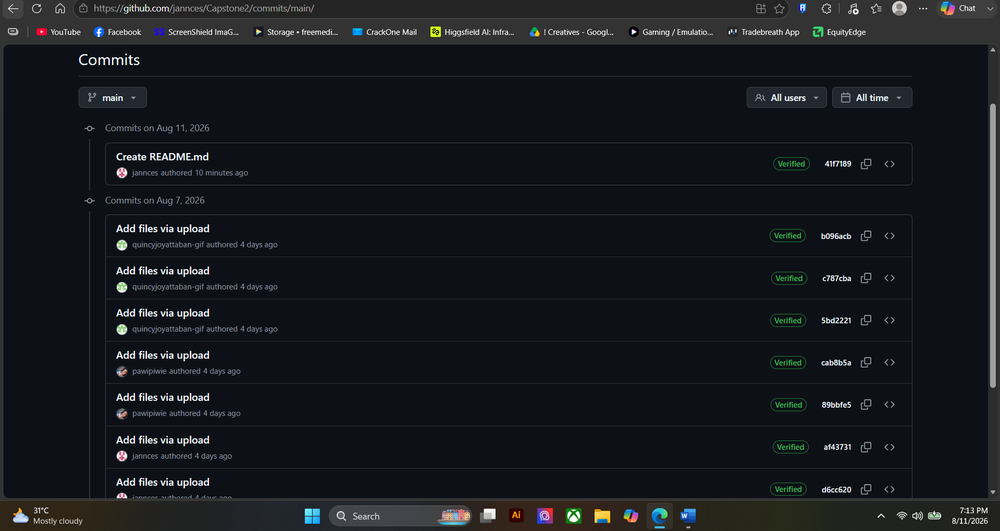 https://github.com/jannces/Capstone2/commits/main/
Chat
YouTube
Facebook
SS ScreenShield ImaG...
Storage • freemedi...
CrackOne Mail
Higgsfield AI: Infra...
! Creatives - Googl...
Gaming / Emulatio...
Tradebreath App
EquityEdge
Commits
main
All users
All time
Commits on Aug 11, 2026
Create README.md
Verified
41f7189
jannces authored 10 minutes ago
Commits on Aug 7, 2026
Add files via upload
Verified
b096acb
quincyjoyattaban-gif authored 4 days ago
Add files via upload
Verified
c787cba
quincyjoyattaban-gif authored 4 days ago
Add files via upload
Verified
5bd2221
quincyjoyattaban-gif authored 4 days ago
Add files via upload
Verified
cab8b5a
pawipiwie authored 4 days ago
Add files via upload
Verified
89bbfe5
pawipiwie authored 4 days ago
Add files via upload
Verified
af43731
jannces authored 4 days ago
Add files via upload
Verified
d6cc620
jannces authored 4 days ago
31°C
Mostly cloudy
Search
Ai
W
7:13 PM
8/11/2026